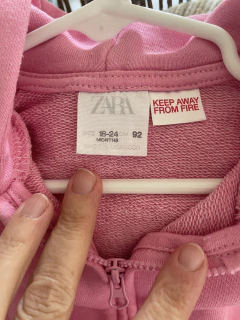 ZARA
18-24
MONTHS
92
KEEP AWAY
FROM FIRE